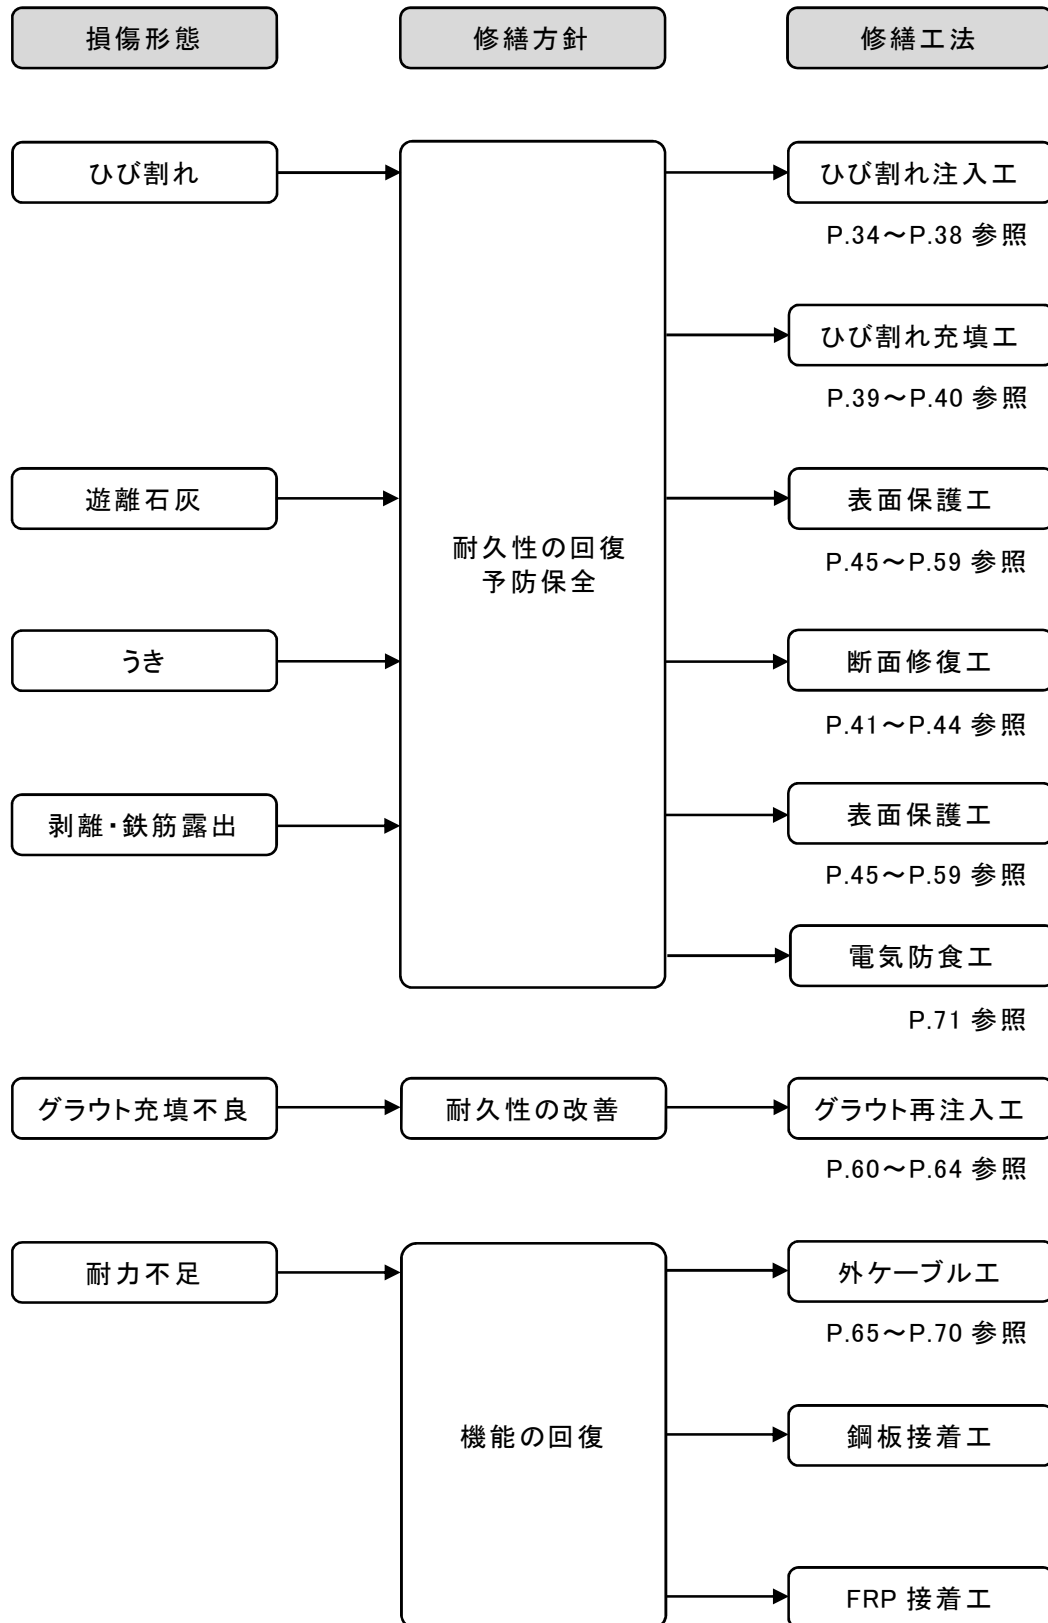 損傷形態
修繕方針
修繕工法
ひび割れ
ひび割れ注入工
P.34～P.38 参照
ひび割れ充填工
P.39～P.40 参照
遊離石灰
表面保護工
P.45～P.59 参照
耐久性の回復
予防保全
うき
断面修復工
P.41～P.44 参照
剥離・鉄筋露出
表面保護工
P.45～P.59 参照
電気防食工
P.71 参照
グラウト充填不良
耐久性の改善
グラウト再注入工
P.60～P.64 参照
耐力不足
外ケーブル工
P.65～P.70 参照
機能の回復
鋼板接着工
FRP 接着工